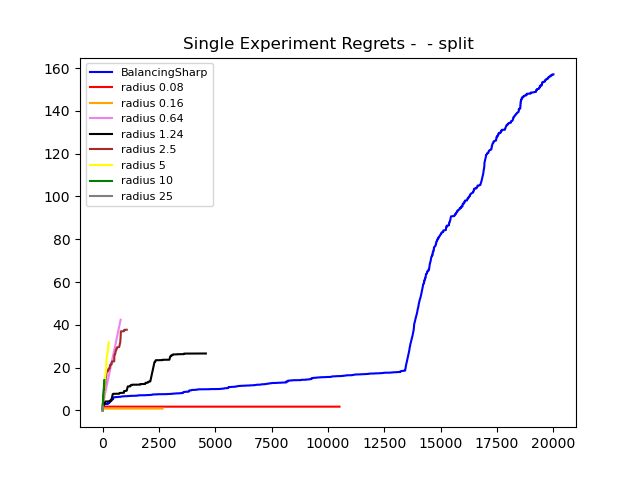 Single Experiment Regrets -  - split
160
140
120
100
80
60
40
20
0
BalancingSharp
radius 0.08
radius 0.16
radius 0.64
radius 1.24
radius 2.5
radius 5
radius 10
radius 25
0 2500 5000 7500 10000 12500 15000 17500 20000